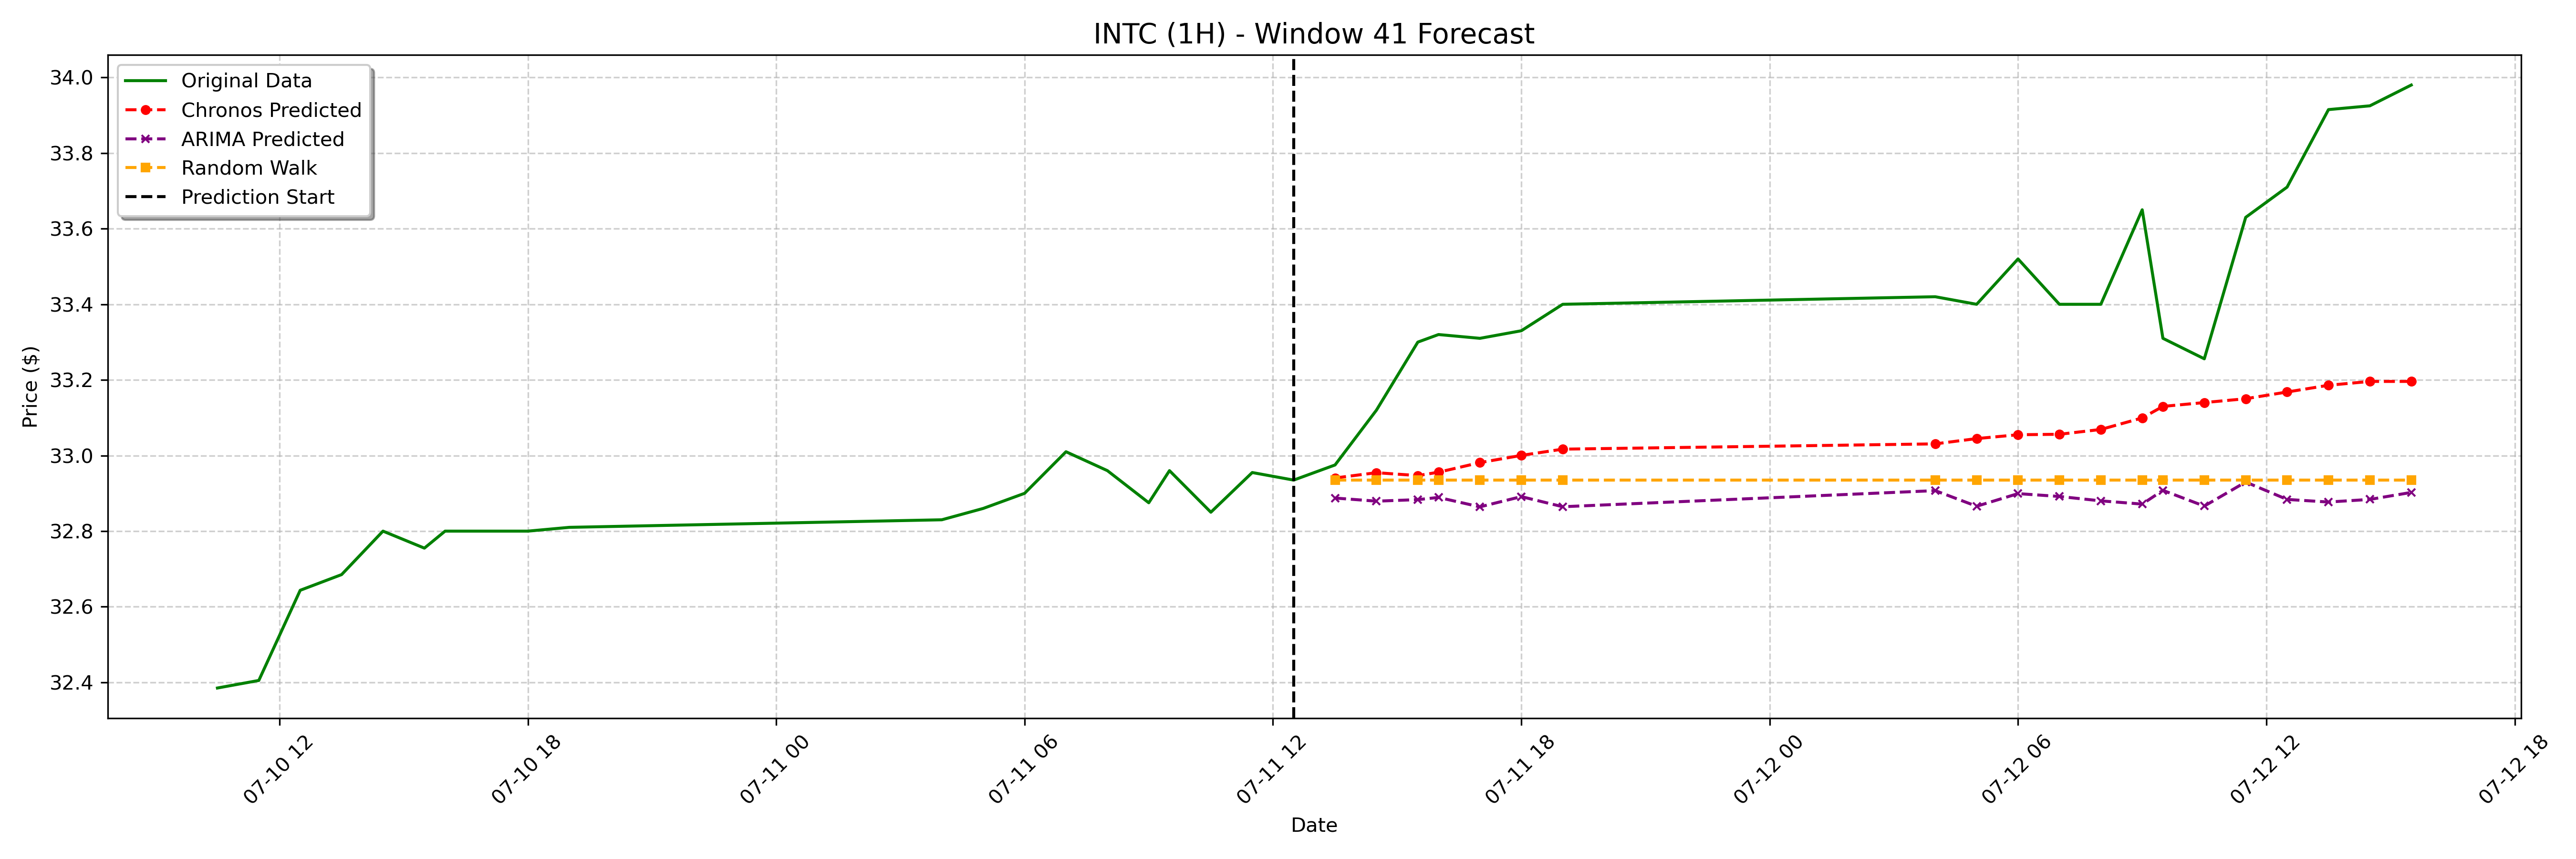 INTC (1H) - Window 41 Forecast
Original Data
Chronos Predicted
ARIMA Predicted
Random Walk
Prediction Start
Price ($)
34.0
33.8
33.6
33.4
33.2
33.0
32.8
32.6
32.4
07-10 12
07-10 18
07-11 00
07-11 06
07-11 12
07-11 18
07-12 00
07-12 06
07-12 12
07-12 18
Date